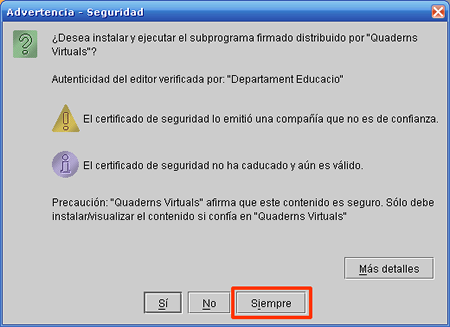 Advertencia - Seguridad
¿Desea instalar y ejecutar el subprograma firmado distribuido por "Quaderns
Virtuals"?
Autenticidad del editor verificada por: "Departament Educacio"
El certificado de seguridad lo emitió una compañía que no es de confianza.
El certificado de seguridad no ha caducado y aún es válido.
Precaución: "Quaderns Virtuals" afirma que este contenido es seguro. Sólo debe
instalar/visualizar el contenido si confía en "Quaderns Virtuals"
Más detalles
Sí No Siempre